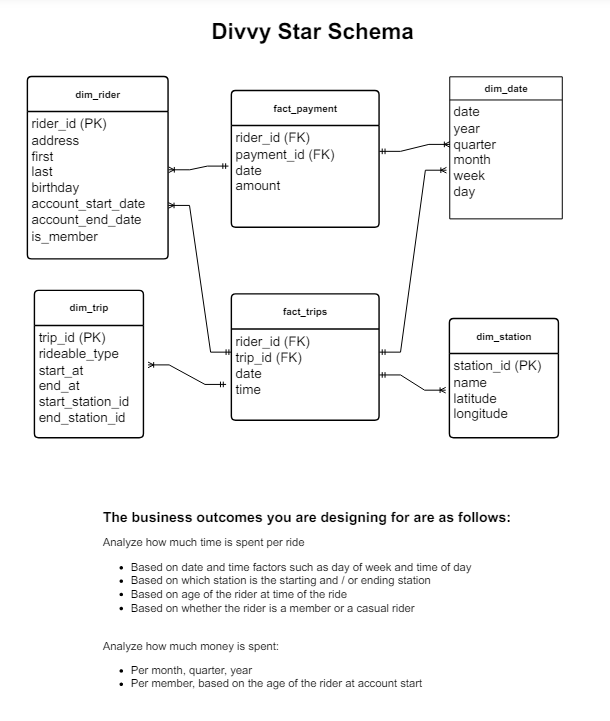 Divvy Star Schema
dim_rider
rider_id (PK)
address
first
last
birthday
account_start_date
account_end_date
is_member
fact_payment
rider_id (FK)
payment_id (FK)
date
amount
dim_date
date
year
quarter
month
week
day
dim_trip
trip_id (PK)
rideable_type
start_at
end_at
start_station_id
end_station_id
fact_trips
rider_id (FK)
trip_id (FK)
date
time
dim_station
station_id (PK)
name
latitude
longitude
The business outcomes you are designing for are as follows:
Analyze how much time is spent per ride
• Based on date and time factors such as day of week and time of day
• Based on which station is the starting and / or ending station
• Based on age of the rider at time of the ride
• Based on whether the rider is a member or a casual rider
Analyze how much money is spent:
• Per month, quarter, year
• Per member, based on the age of the rider at account start